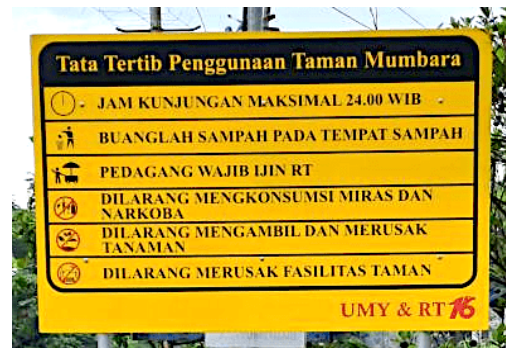 Tata Tertib Penggunaan Taman Mumbara
JAM KUNJUNGAN MAKSIMAL 24.00 WIB
BUANGLAH SAMPAH PADA TEMPAT SAMPAH
PEDAGANG WAJIB IJIN RT
DILARANG MENGKONSUMSI MIRAS DAN
NARKOBA
DILARANG MENGAMBIL DAN MERUSAK
TANAMAN
DILARANG MERUSAK FASILITAS TAMAN
UMY & RT 16